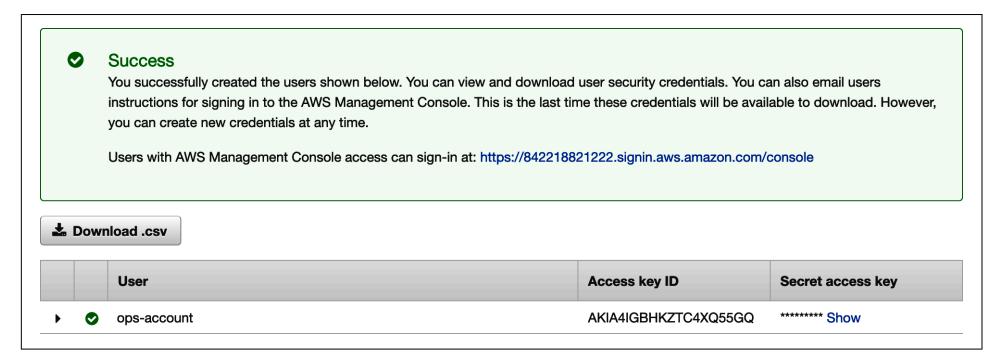 Success
You successfully created the users shown below. You can view and download user security credentials. You can also email users
instructions for signing in to the AWS Management Console. This is the last time these credentials will be available to download. However,
you can create new credentials at any time.
Users with AWS Management Console access can sign-in at: https://842218821222.signin.aws.amazon.com/console
Download .csv
User Access key ID Secret access key
ops-account AKIA4IGBHKZTC4XQ55GQ ********* Show